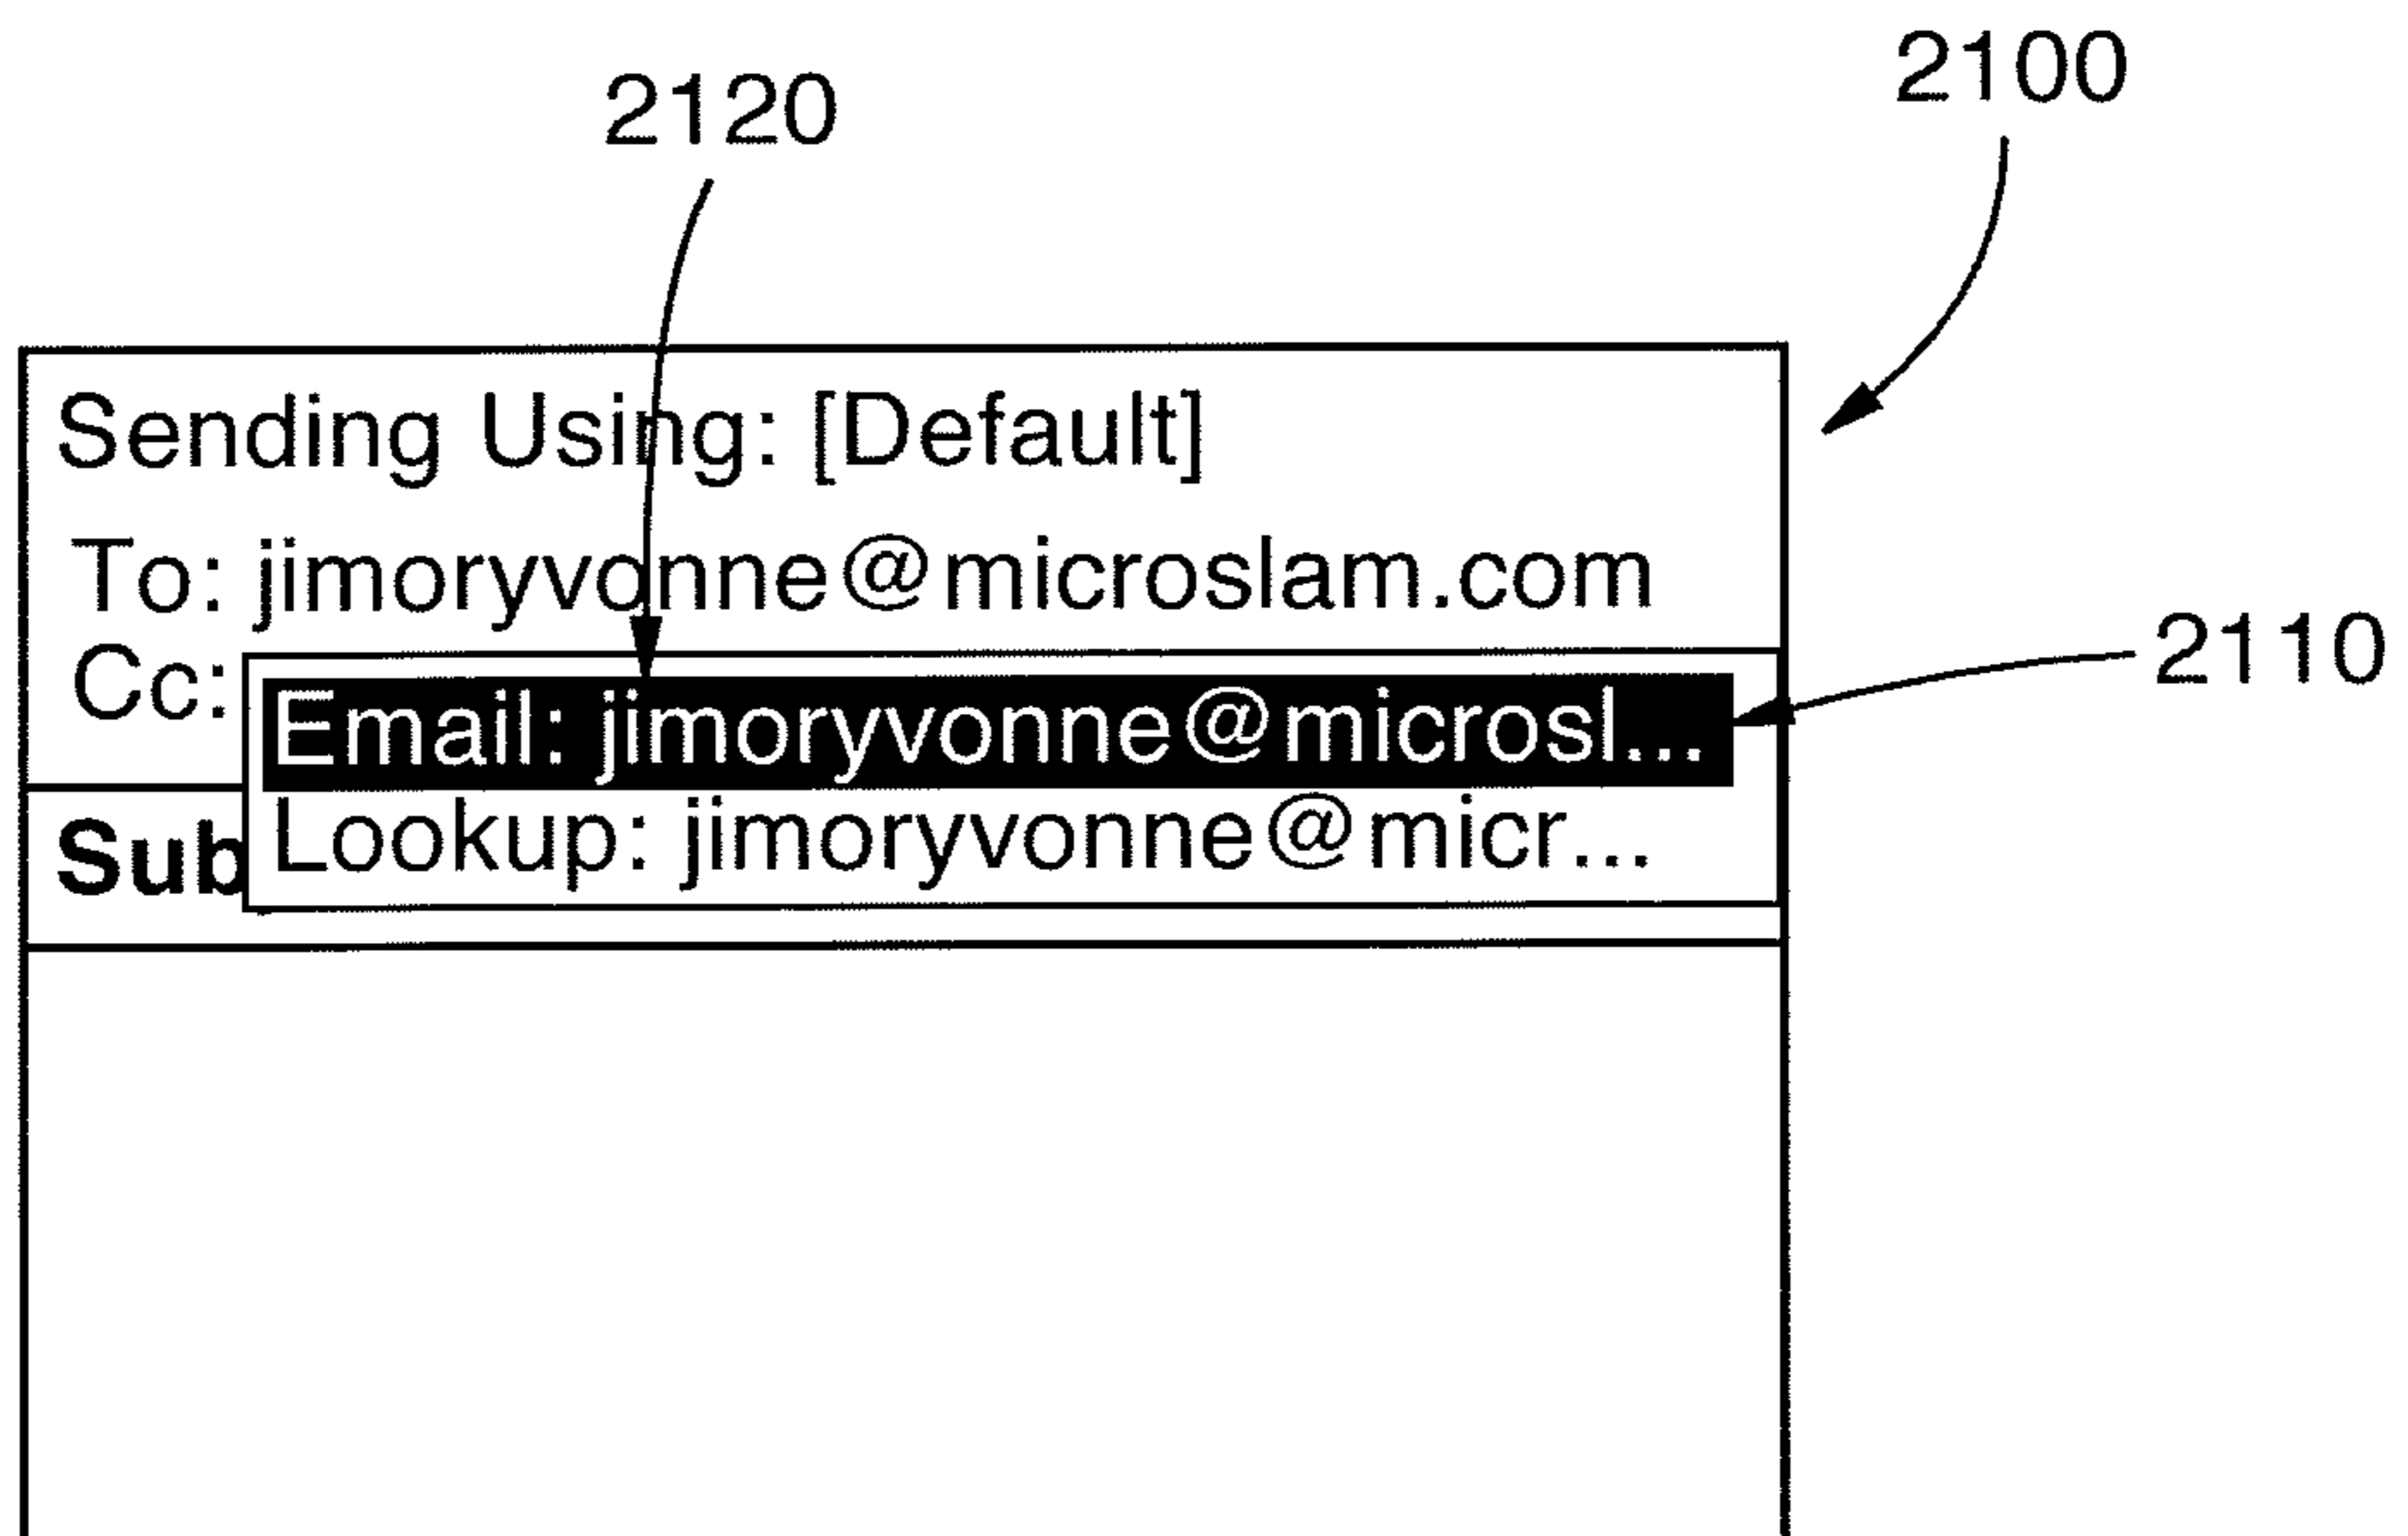 2100
2120
Sending Using: [Default]
To: jimoryvonne@microslam.com
2110
Cc:
Email: jimoryvonne@microsl...
Sub
Lookup: jimoryvonne@micr...